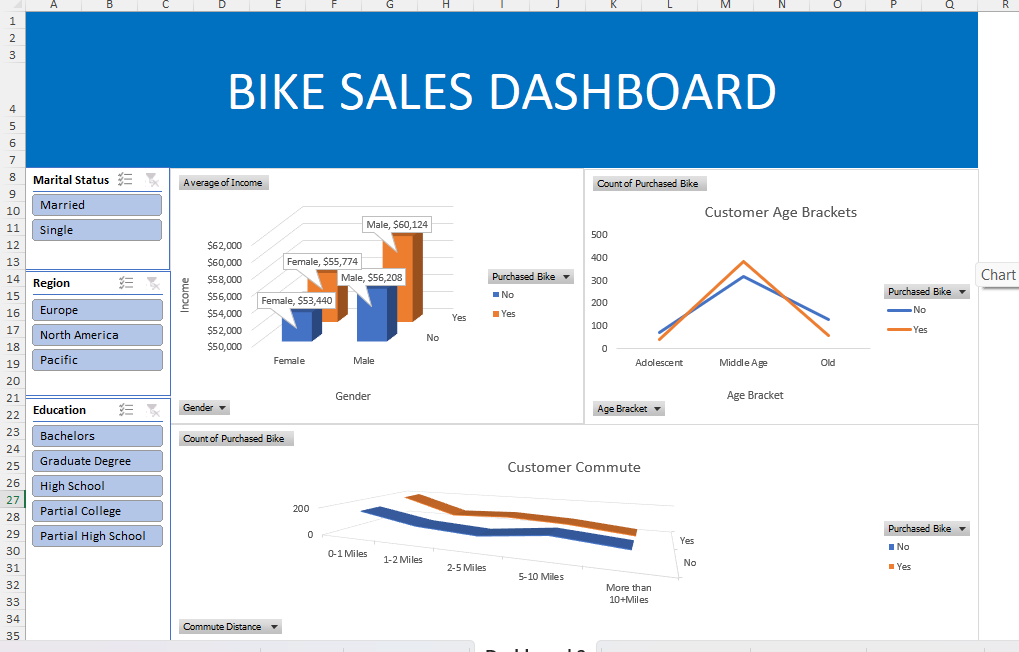 A B C D E F G H I J K L M N O P Q R
1
2
3
4
5
6
7
8
9
10
11
12
13
14
15
16
17
18
19
20
21
22
23
24
25
26
27
28
29
30
31
32
33
34
35
BIKE SALES DASHBOARD
Marital Status
Married
Single
Region
Europe
North America
Pacific
Education
Bachelors
Graduate Degree
High School
Partial College
Partial High School
Average of Income
$62,000
$60,000
$58,000
$56,000
$54,000
$52,000
$50,000
Income
Male, $60,124
Female, $55,774
Male, $56,208
Female, $53,440
Yes
No
Female Male
Gender
Purchased Bike
No
Yes
Gender
Count of Purchased Bike
Customer Age Brackets
500
400
300
200
100
0
Adolescent Middle Age Old
Age Bracket
Purchased Bike
No
Yes
Age Bracket
Chart
Count of Purchased Bike
Customer Commute
200
0
0-1 Miles
1-2 Miles
2-5 Miles
5-10 Miles
More than
10+Miles
Yes
No
Purchased Bike
No
Yes
Commute Distance